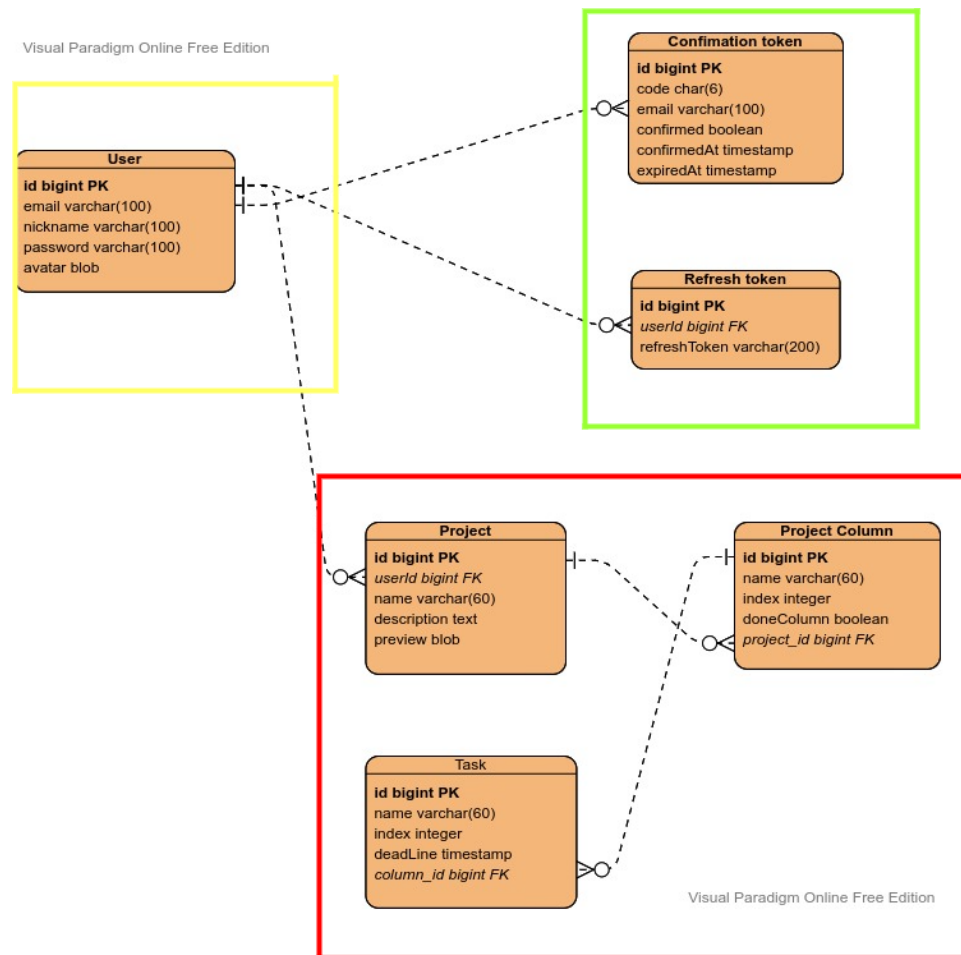 Visual Paradigm Online Free Edition
Confimation token
id bigint PK
code char(6)
email varchar(100)
confirmed boolean
confirmedAt timestamp
expiredAt timestamp
User
id bigint PK
email varchar(100)
nickname varchar(100)
password varchar(100)
avatar blob
Refresh token
id bigint PK
userId bigint FK
refreshToken varchar(200)
Project
id bigint PK
userId bigint FK
name varchar(60)
description text
preview blob
Project Column
id bigint PK
name varchar(60)
index integer
doneColumn boolean
project_id bigint FK
Task
id bigint PK
name varchar(60)
index integer
deadLine timestamp
column_id bigint FK
Visual Paradigm Online Free Edition